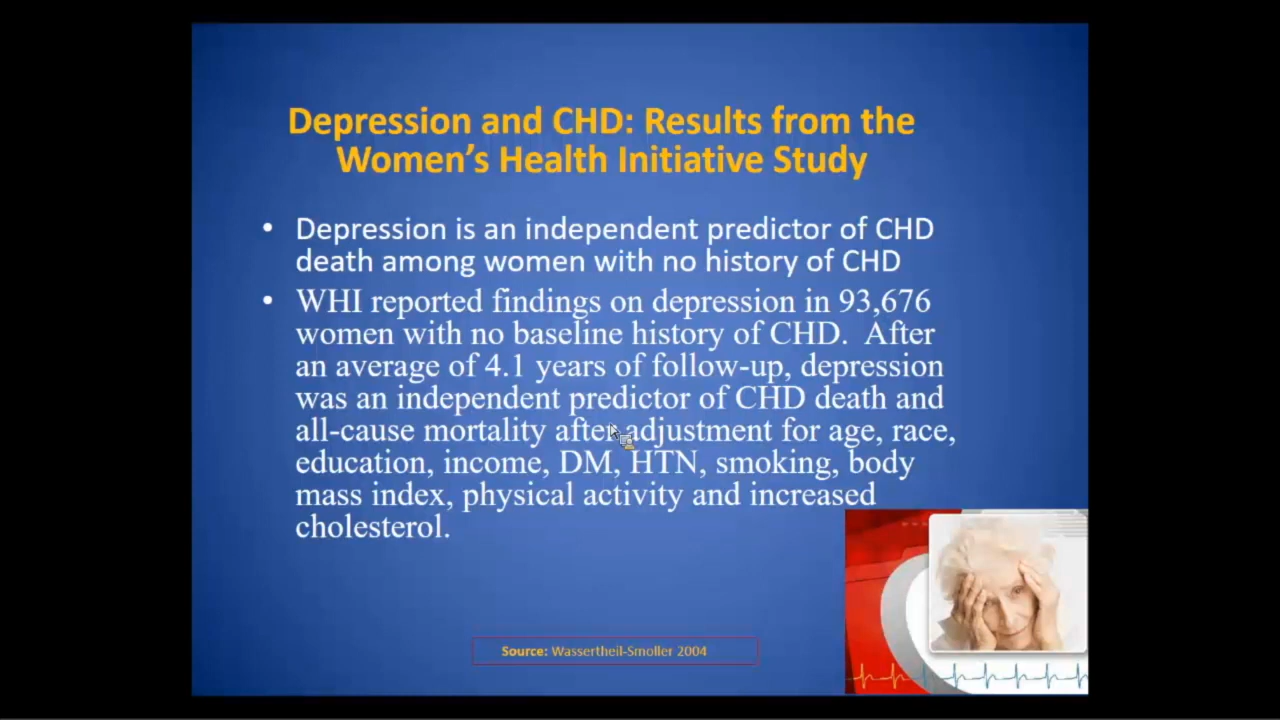 Depression and CHD: Results from the
Women’s Health Initiative Study
• Depression is an independent predictor of CHD
death among women with no history of CHD
• WHI reported findings on depression in 93,676
women with no baseline history of CHD.  After
an average of 4.1 years of follow-up, depression
was an independent predictor of CHD death and
all-cause mortality after adjustment for age, race,
education, income, DM, HTN, smoking, body
mass index, physical activity and increased
cholesterol.
Source: Wassertheil-Smoller 2004